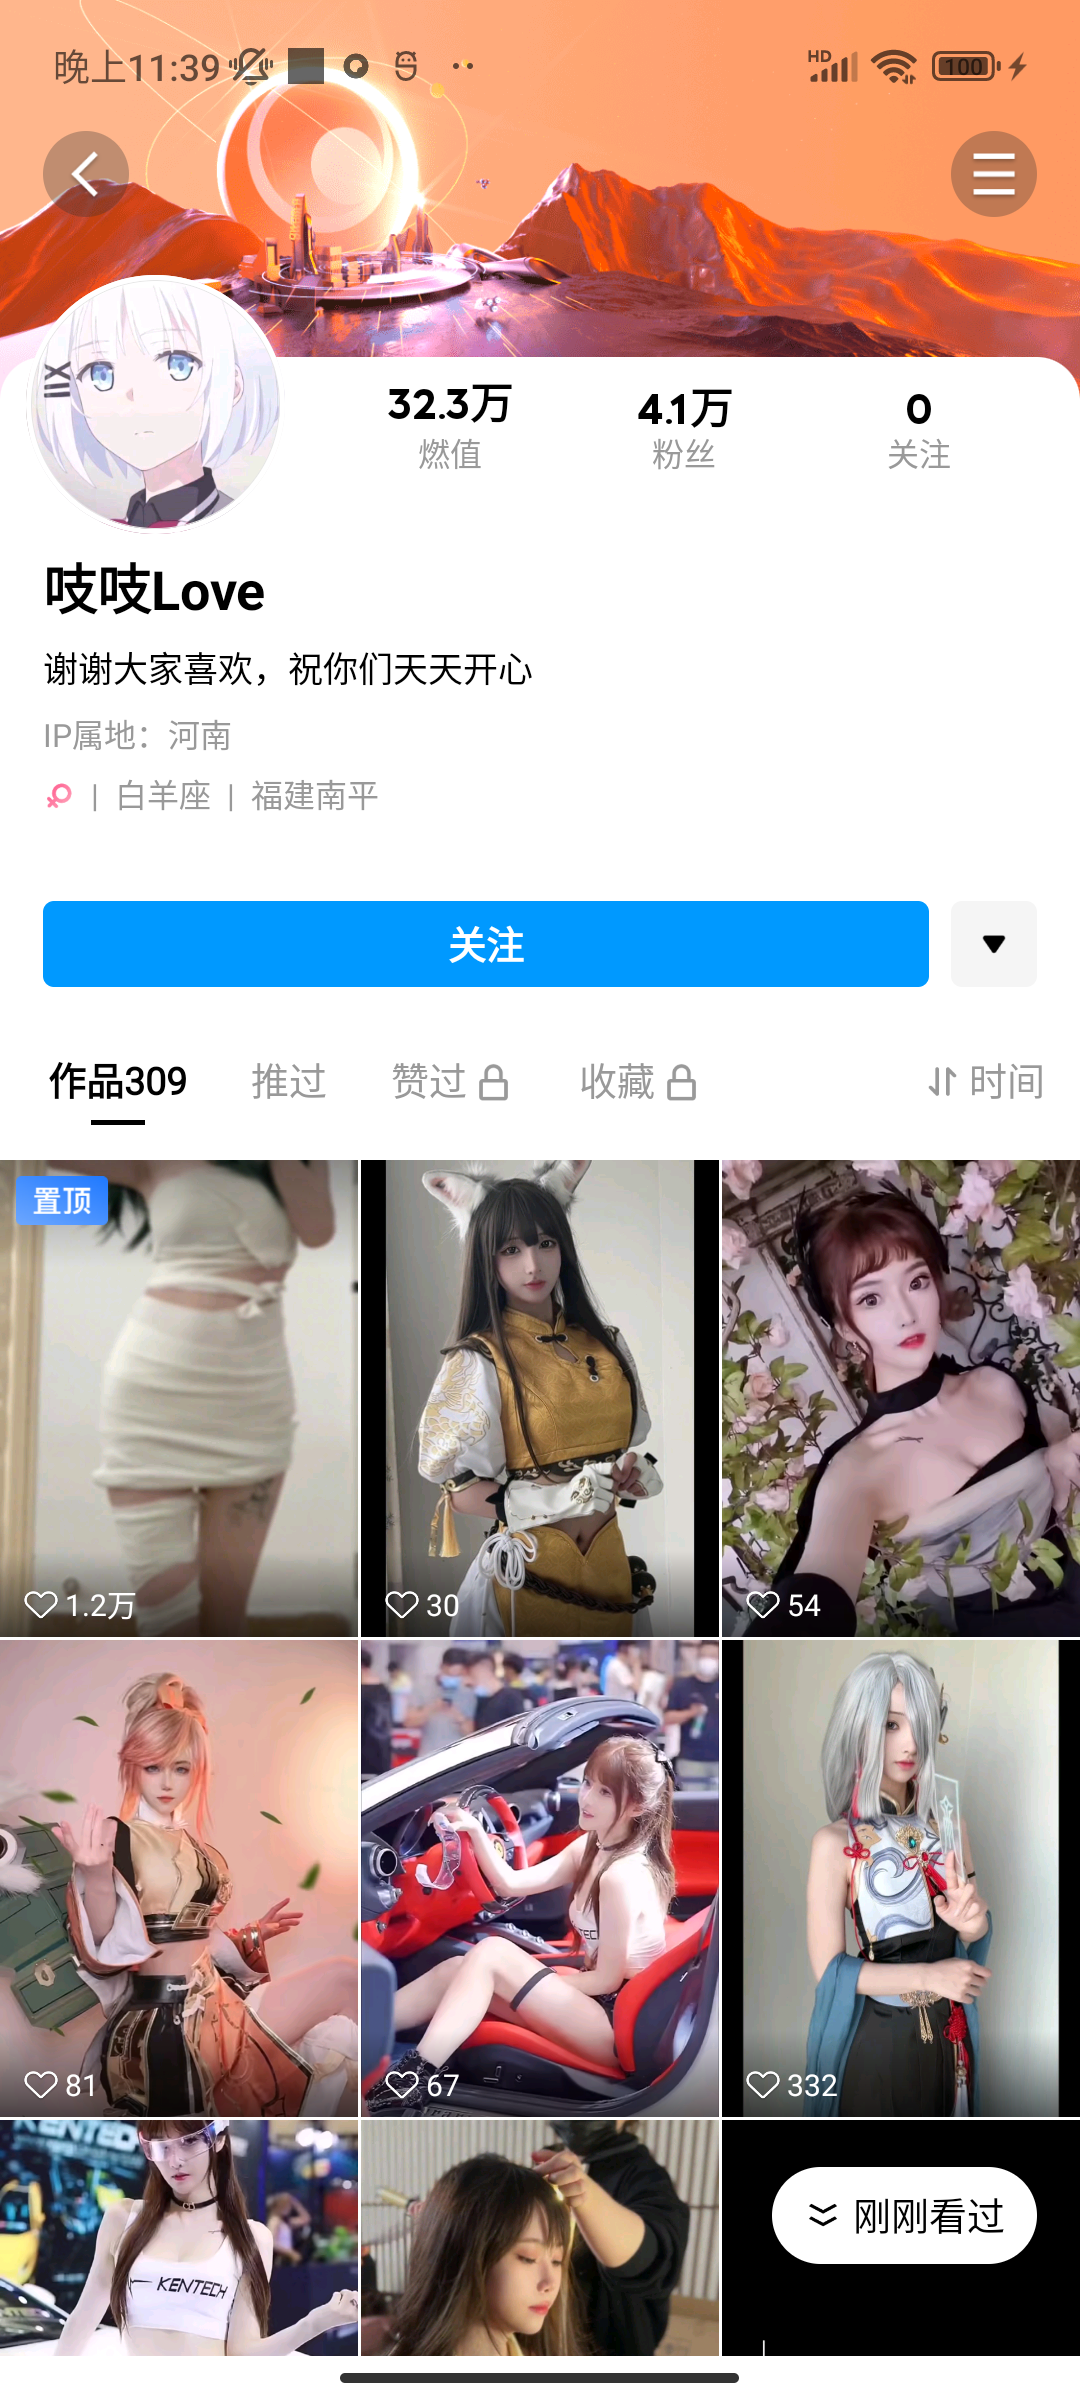 晚上11:39
HD
100
32.3万
4.1万
0
燃值
粉丝
关注
吱吱Love
谢谢大家喜欢，祝你们天天开心
IP属地：河南
白羊座 | 福建南平
关注
作品309
推过
赞过
收藏
时间
置顶
1.2万
30
54
81
67
332
KENTECH
刚刚看过